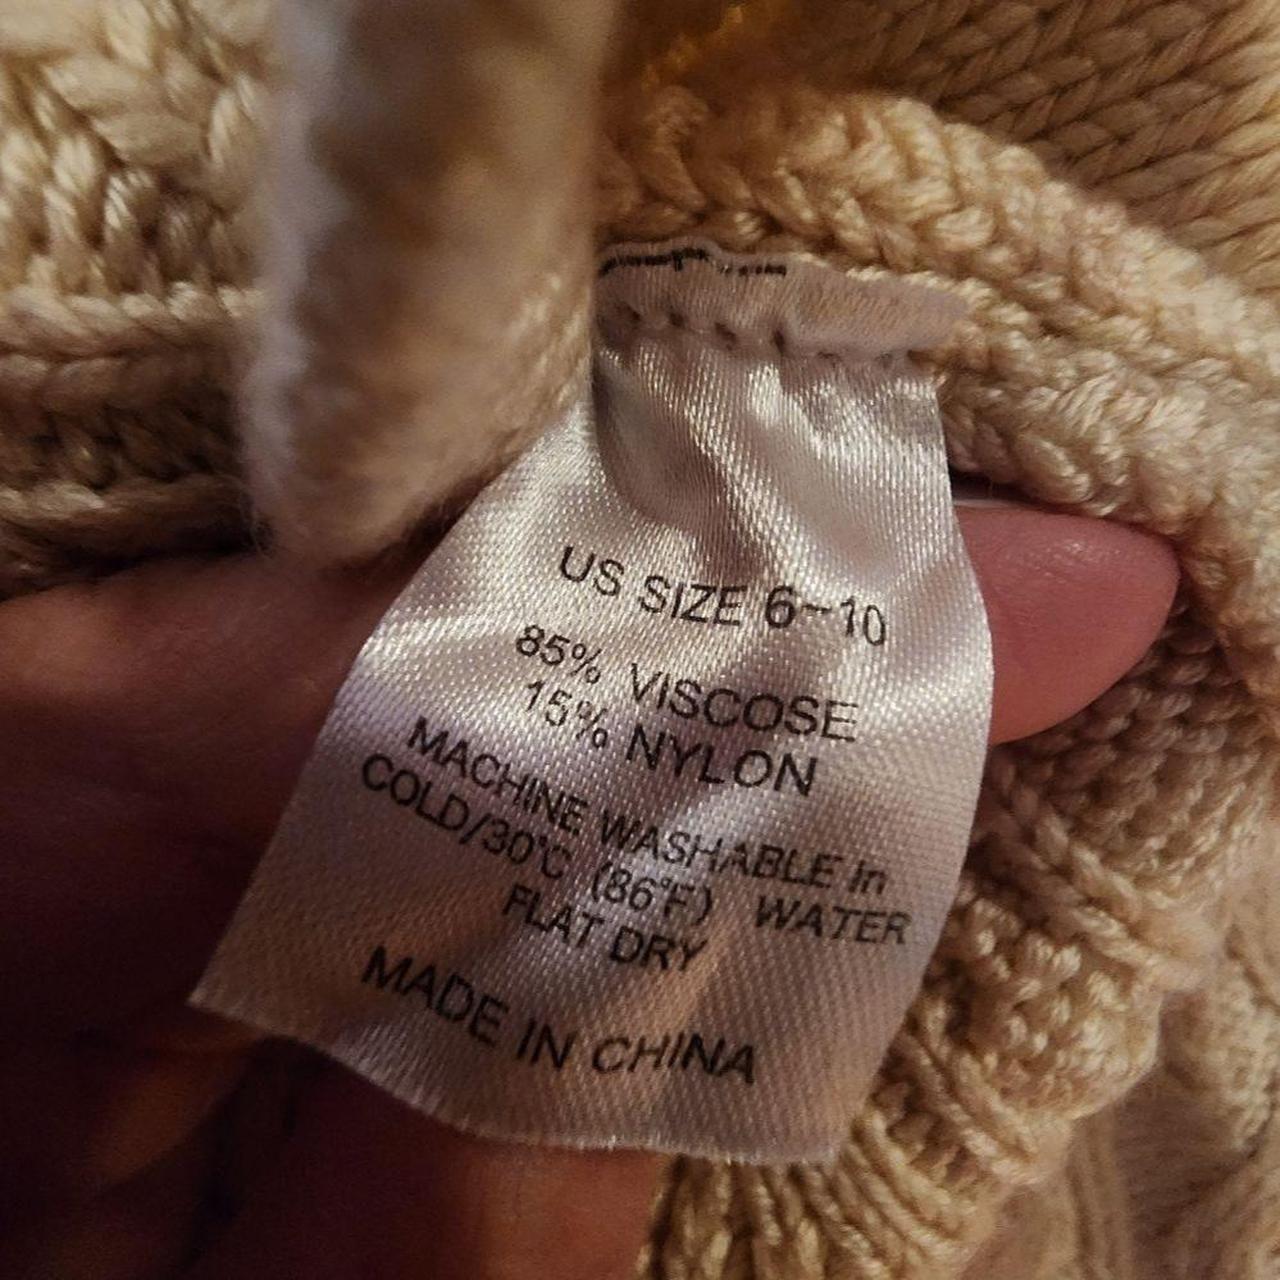 US SIZE 6~10
85% VISCOSE
15% NYLON
MACHINE WASHABLE in
COLD/30℃ (86℉) WATER
FLAT DRY
MADE IN CHINA